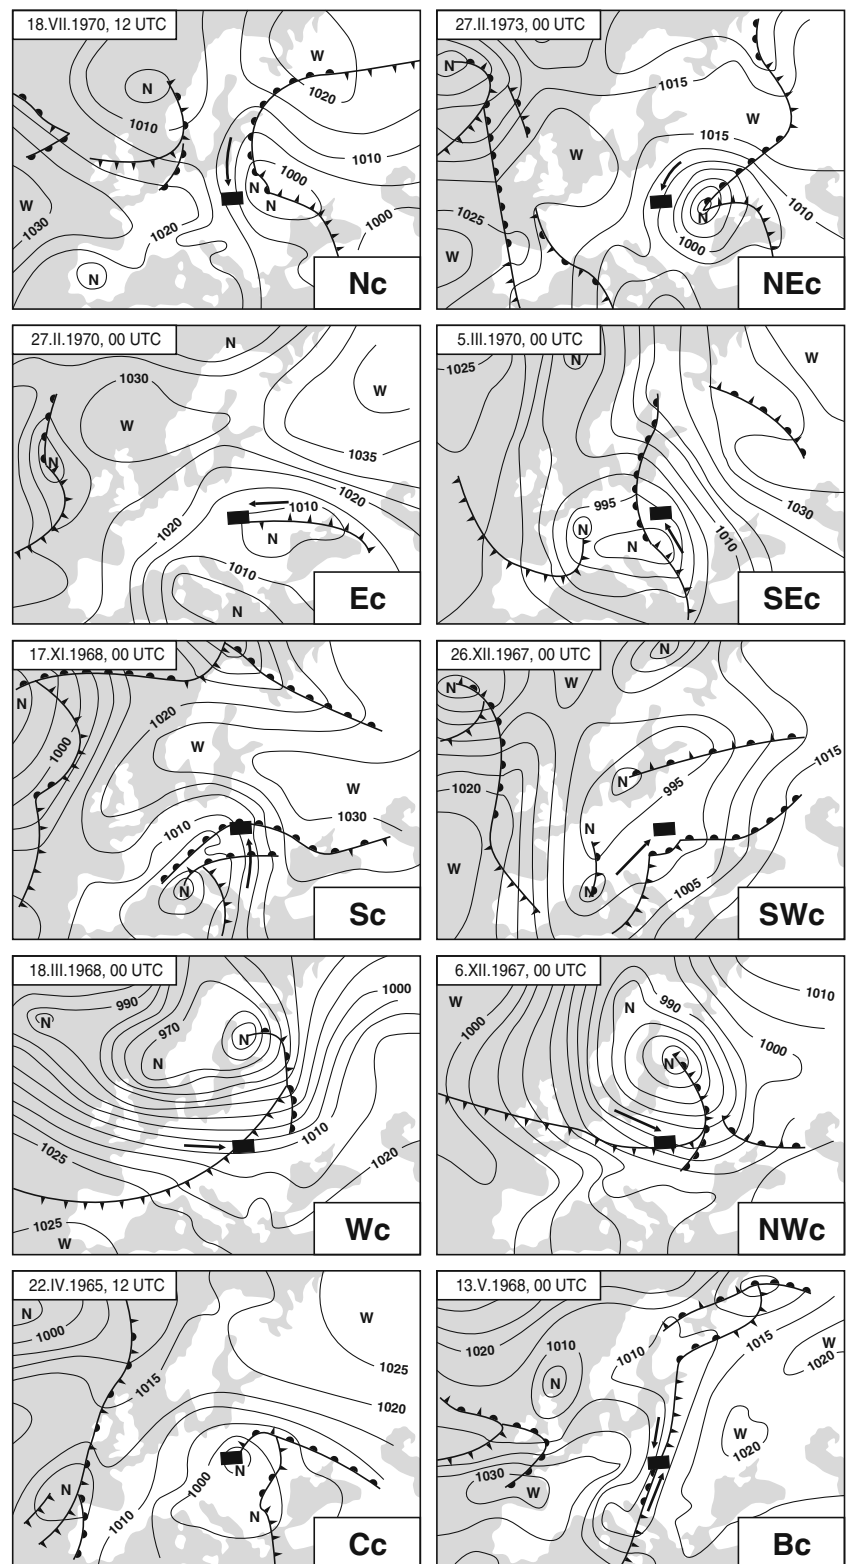 18.VII.1970, 12 UTC
W
N
1020
1010
1010
1000
N
W
N
1030
1020
1000
N
Nc
27.II.1973, 00 UTC
N
1015
1015
W
W
1025
N
1010
1000
W
NEc
27.II.1970, 00 UTC
N
1030
W
W
1035
N
1020
1010
1020
N
1010
N
Ec
5.III.1970, 00 UTC
N
W
1025
995
1030
N
N
1010
SEc
17.XI.1968, 00 UTC
N
1020
1000
W
W
1010
1030
N
Sc
26.XII.1967, 00 UTC
N
N
W
1015
N
995
1020
N
W
N
1005
SWc
18.III.1968, 00 UTC
1000
990
N
970
N
N
1010
1025
1020
1025
W
Wc
6.XII.1967, 00 UTC
W
990
1010
N
1000
1000
N
NWc
22.IV.1965, 12 UTC
N
1000
W
1025
1015
1020
N
1000
N
1010
N
Cc
13.V.1968, 00 UTC
1020
1010
1010
1015
W
1020
N
W
1020
1030
W
Bc